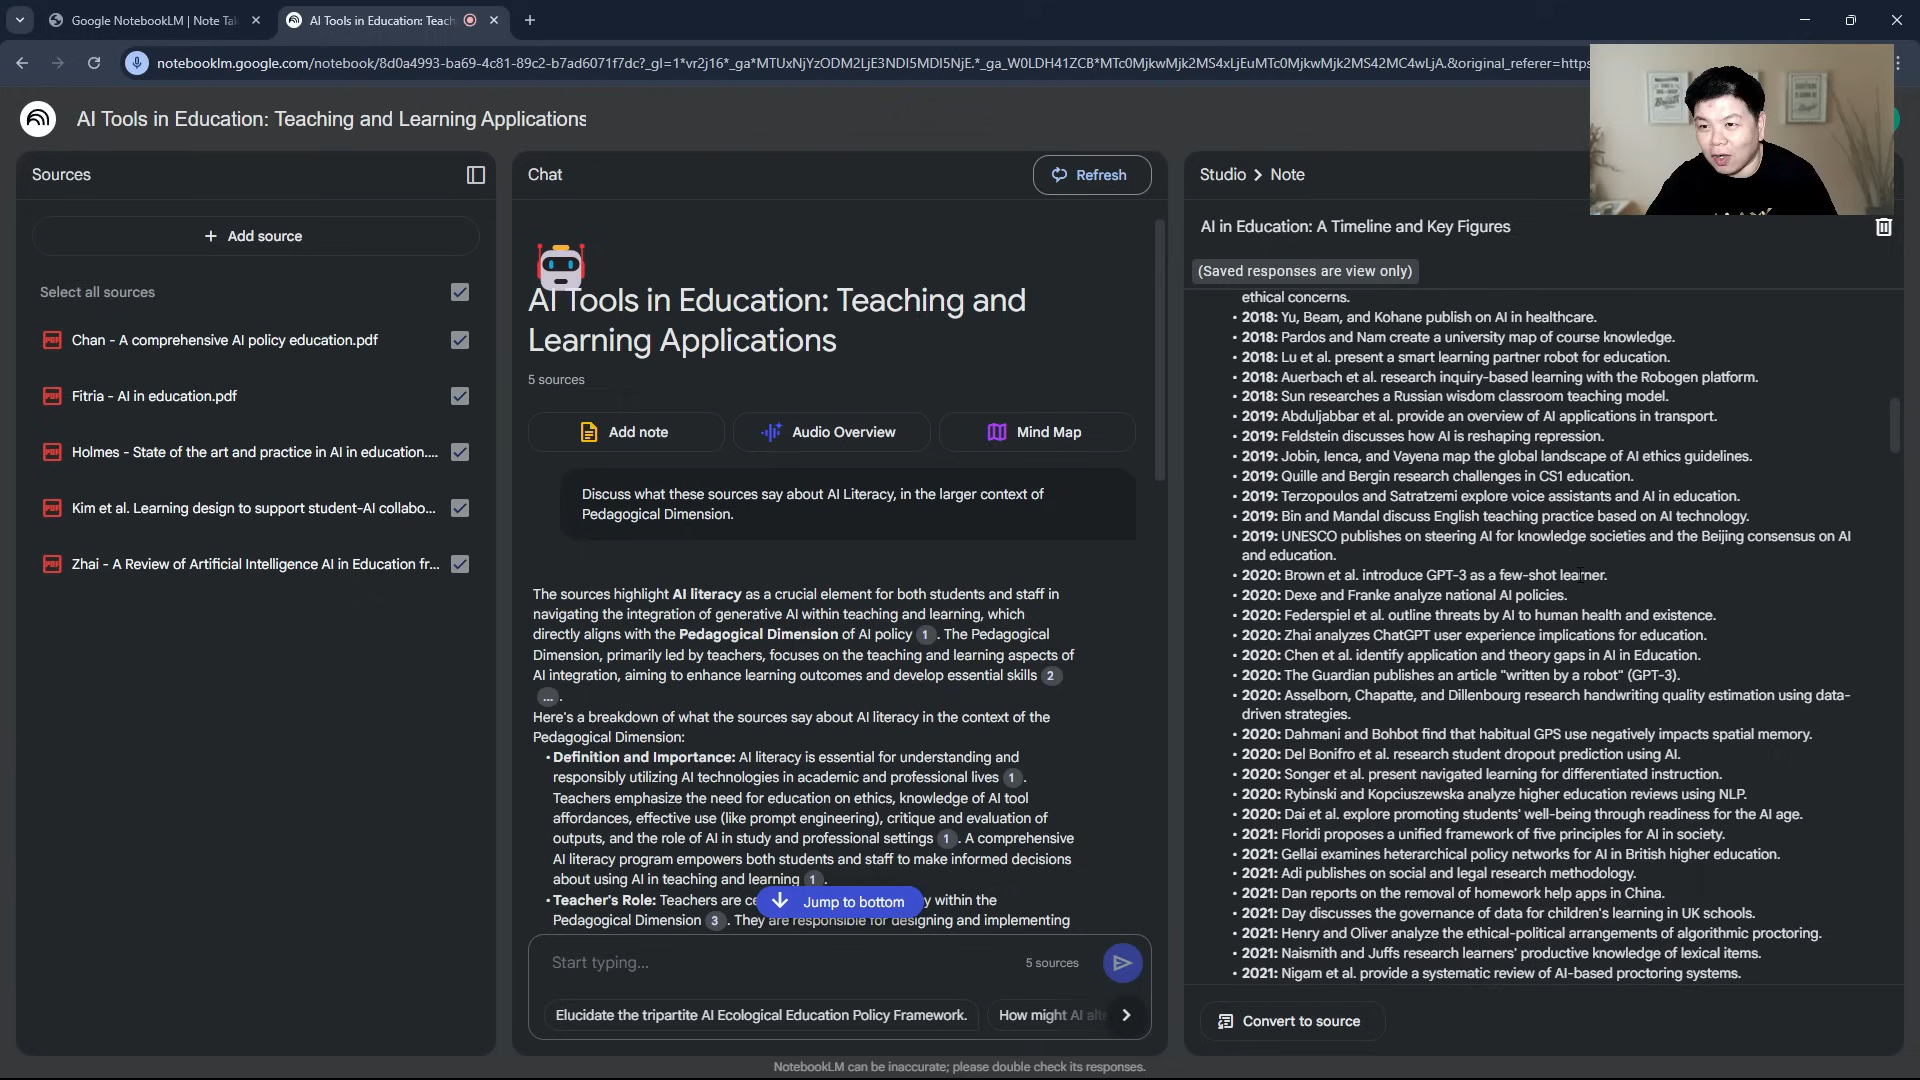 Google NotebookLM | Note Ta
AI Tools in Education: Teach
notebooklm.google.com/notebook/8d0a4993-ba69-4c81-89c2-b7ad6071f7dc?_gl=1*vr2j16*_ga*MTUxNjYzODM2LjE3NDI5MDI5NjE.*_ga_W0LDH41ZCB*MTc0MjkwMjk2MS4xLjEuMTc0MjkwMjk2MS42MC4wLjA.&original_referer=https
AI Tools in Education: Teaching and Learning Applications
Sources
Add source
Select all sources
Chan - A comprehensive AI policy education.pdf
Fitria - AI in education.pdf
Holmes - State of the art and practice in AI in education....
Kim et al. Learning design to support student-AI collabo...
Zhai - A Review of Artificial Intelligence AI in Education fr...
Chat
Refresh
AI Tools in Education: Teaching and
Learning Applications
5 sources
Add note
Audio Overview
Mind Map
Discuss what these sources say about AI Literacy, in the larger context of
Pedagogical Dimension.
The sources highlight AI literacy as a crucial element for both students and staff in
navigating the integration of generative AI within teaching and learning, which
directly aligns with the Pedagogical Dimension of AI policy 1 . The Pedagogical
Dimension, primarily led by teachers, focuses on the teaching and learning aspects of
AI integration, aiming to enhance learning outcomes and develop essential skills 2
... .
Here's a breakdown of what the sources say about AI literacy in the context of the
Pedagogical Dimension:
• Definition and Importance: AI literacy is essential for understanding and
responsibly utilizing AI technologies in academic and professional lives 1 .
Teachers emphasize the need for education on ethics, knowledge of AI tool
affordances, effective use (like prompt engineering), critique and evaluation of
outputs, and the role of AI in study and professional settings 1 . A comprehensive
AI literacy program empowers both students and staff to make informed decisions
about using AI in teaching and learning 1 .
• Teacher's Role: Teachers are ce y within the
Jump to bottom
Pedagogical Dimension 3 . They are responsible for designing and implementing
Start typing...
5 sources
Elucidate the tripartite AI Ecological Education Policy Framework.
How might AI alte
Studio > Note
AI in Education: A Timeline and Key Figures
(Saved responses are view only)
ethical concerns.
• 2018: Yu, Beam, and Kohane publish on AI in healthcare.
• 2018: Pardos and Nam create a university map of course knowledge.
• 2018: Lu et al. present a smart learning partner robot for education.
• 2018: Auerbach et al. research inquiry-based learning with the Robogen platform.
• 2018: Sun researches a Russian wisdom classroom teaching model.
• 2019: Abduljabbar et al. provide an overview of AI applications in transport.
• 2019: Feldstein discusses how AI is reshaping repression.
• 2019: Jobin, Ienca, and Vayena map the global landscape of AI ethics guidelines.
• 2019: Quille and Bergin research challenges in CS1 education.
• 2019: Terzopoulos and Satratzemi explore voice assistants and AI in education.
• 2019: Bin and Mandal discuss English teaching practice based on AI technology.
• 2019: UNESCO publishes on steering AI for knowledge societies and the Beijing consensus on AI
and education.
• 2020: Brown et al. introduce GPT-3 as a few-shot learner.
• 2020: Dexe and Franke analyze national AI policies.
• 2020: Federspiel et al. outline threats by AI to human health and existence.
• 2020: Zhai analyzes ChatGPT user experience implications for education.
• 2020: Chen et al. identify application and theory gaps in AI in Education.
• 2020: The Guardian publishes an article "written by a robot" (GPT-3).
• 2020: Asselborn, Chapatte, and Dillenbourg research handwriting quality estimation using data-
driven strategies.
• 2020: Dahmani and Bohbot find that habitual GPS use negatively impacts spatial memory.
• 2020: Del Bonifro et al. research student dropout prediction using AI.
• 2020: Songer et al. present navigated learning for differentiated instruction.
• 2020: Rybinski and Kopciuszewska analyze higher education reviews using NLP.
• 2020: Dai et al. explore promoting students' well-being through readiness for the AI age.
• 2021: Floridi proposes a unified framework of five principles for AI in society.
• 2021: Gellai examines heterarchical policy networks for AI in British higher education.
• 2021: Adi publishes on social and legal research methodology.
• 2021: Dan reports on the removal of homework help apps in China.
• 2021: Day discusses the governance of data for children's learning in UK schools.
• 2021: Henry and Oliver analyze the ethical-political arrangements of algorithmic proctoring.
• 2021: Naismith and Juffs research learners' productive knowledge of lexical items.
• 2021: Nigam et al. provide a systematic review of AI-based proctoring systems.
Convert to source
NotebookLM can be inaccurate; please double check its responses.